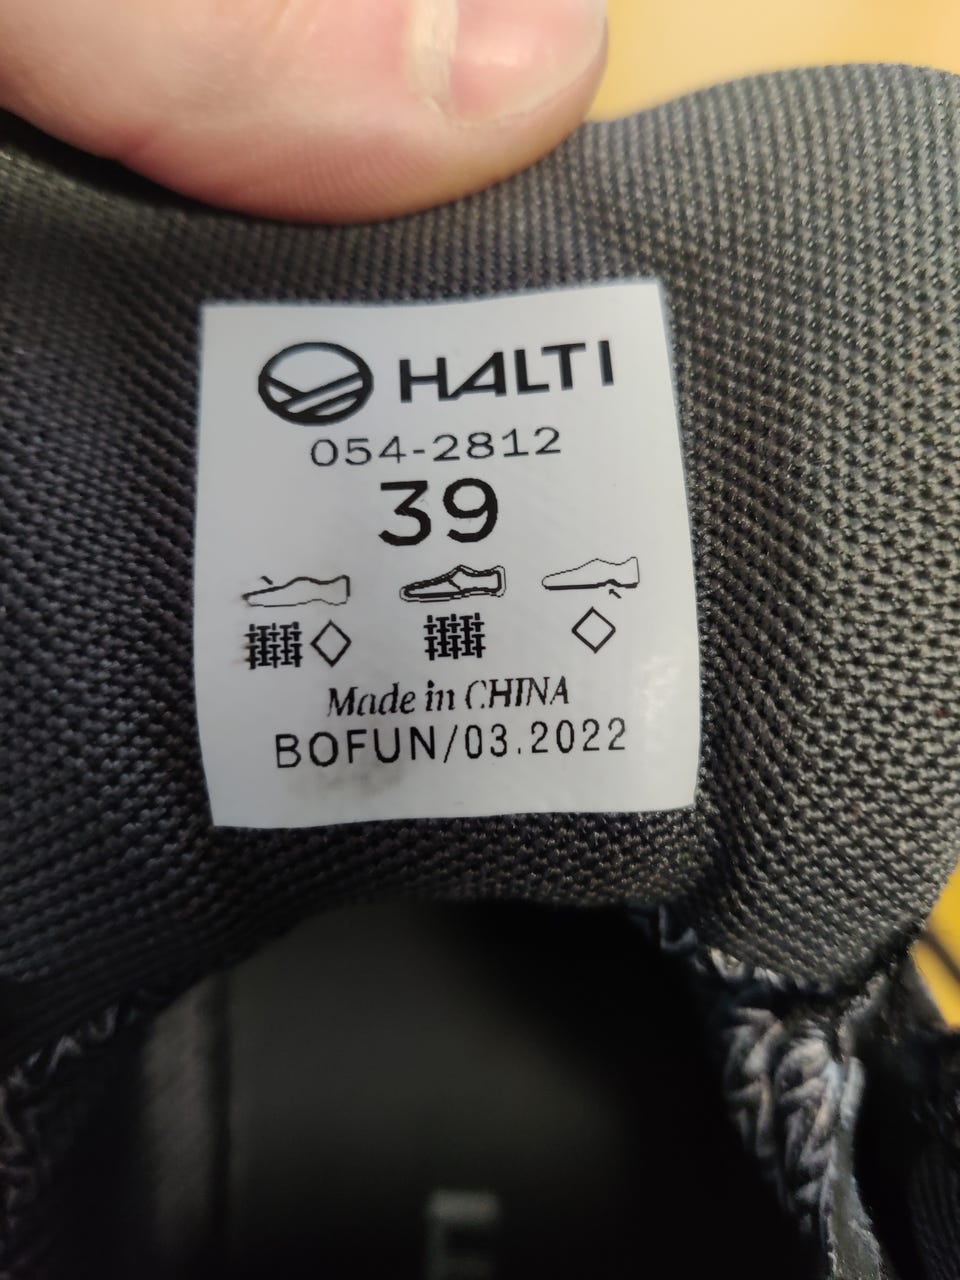 HALTI
054-2812
39
Made in CHINA
BOFUN/03.2022